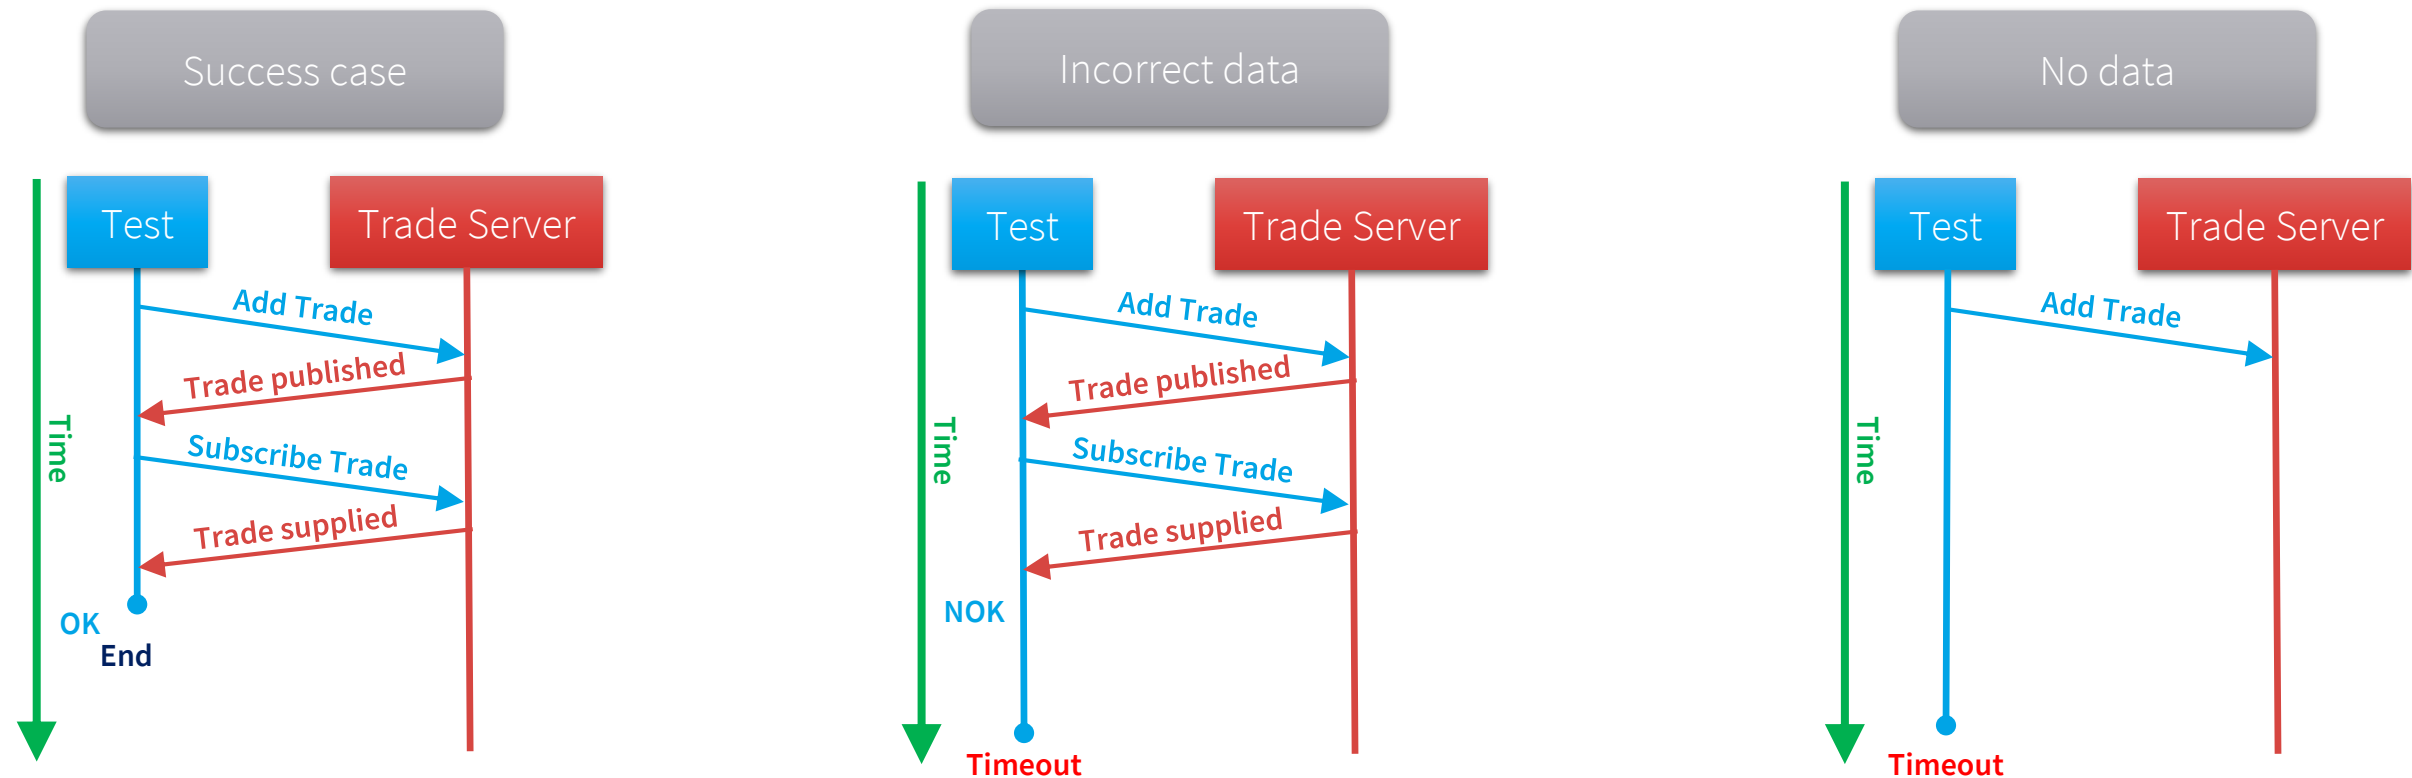 Success case
Test
Trade Server
Add Trade
Trade published
Subscribe Trade
Trade supplied
Time
OK
End
Incorrect data
Test
Trade Server
Add Trade
Trade published
Subscribe Trade
Trade supplied
Time
NOK
Timeout
No data
Test
Trade Server
Add Trade
Time
Timeout